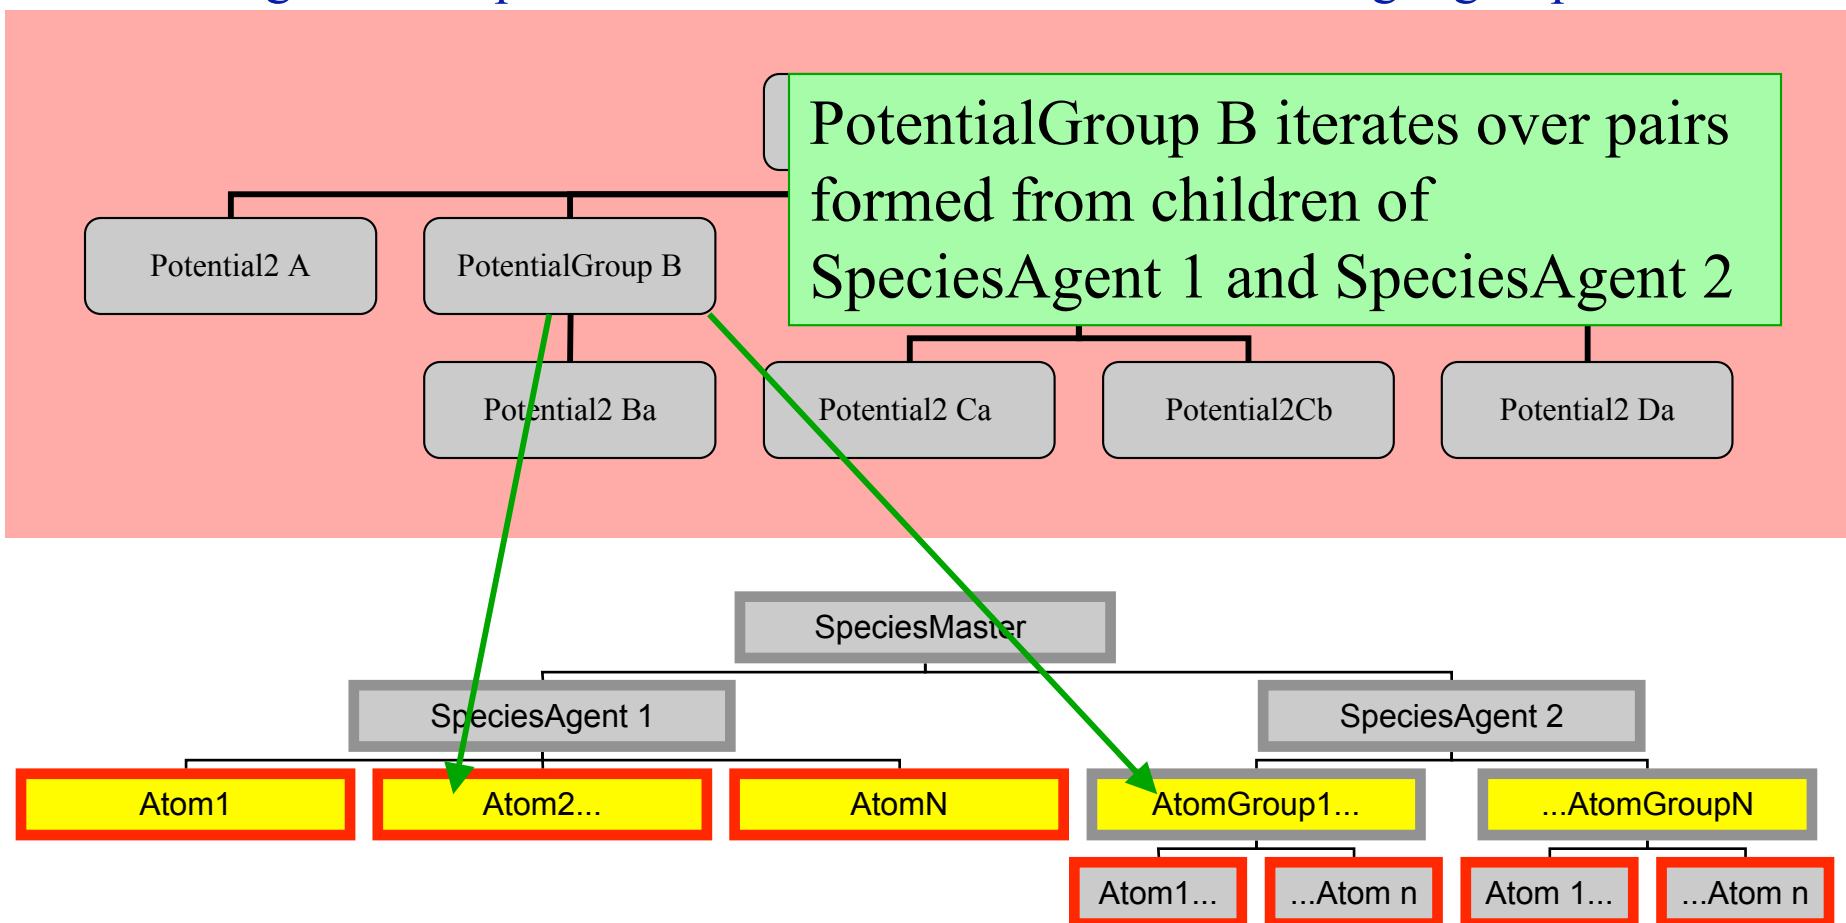 PotentialGroup B iterates over pairs
formed from children of
SpeciesAgent 1 and SpeciesAgent 2
Potential2 A
PotentialGroup B
Potential2 Ba
Potential2 Ca
Potential2Cb
Potential2 Da
SpeciesMaster
SpeciesAgent 1
SpeciesAgent 2
Atom1
Atom2...
AtomN
AtomGroup1...
...AtomGroupN
Atom1...
...Atom n
Atom 1...
...Atom n